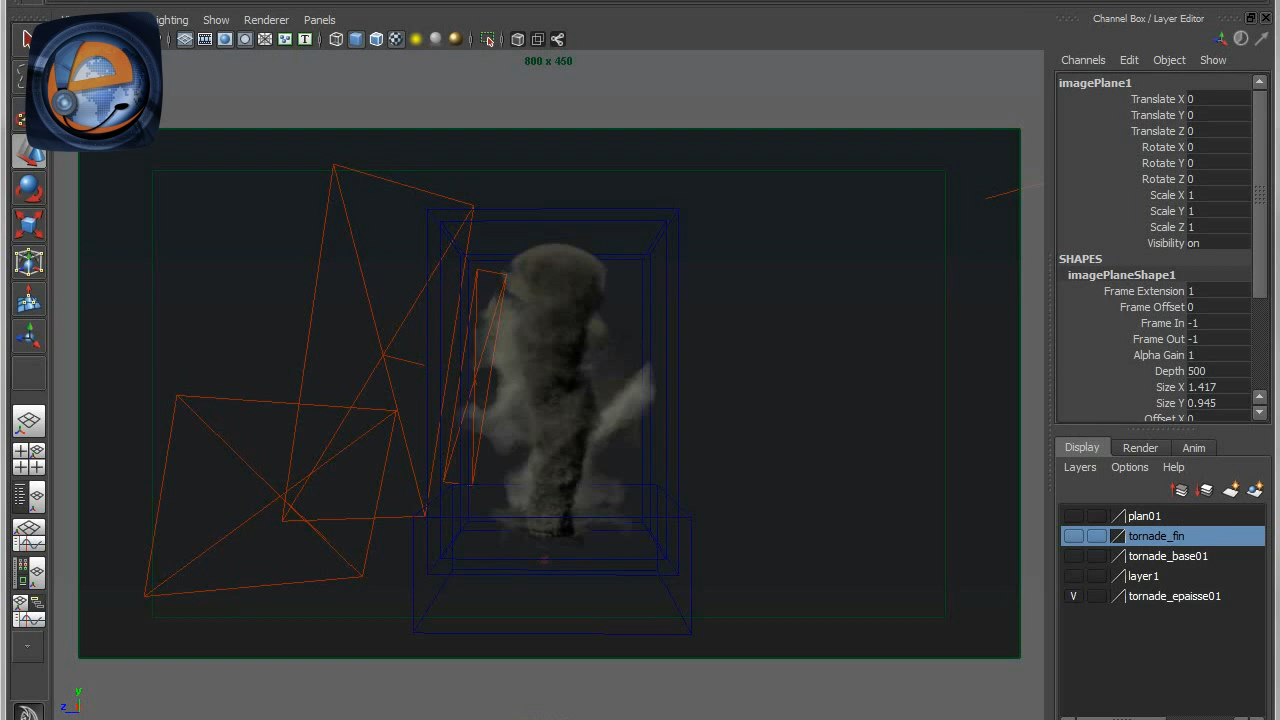 ighting Show Renderer Panels
800 x 450
Channel Box / Layer Editor
Channels Edit Object Show
imagePlane1
Translate X 0
Translate Y 0
Translate Z 0
Rotate X 0
Rotate Y 0
Rotate Z 0
Scale X 1
Scale Y 1
Scale Z 1
Visibility on
SHAPES
imagePlaneShape1
Frame Extension 1
Frame Offset 0
Frame In -1
Frame Out -1
Alpha Gain 1
Depth 500
Size X 1.417
Size Y 0.945
Offset X 0
Display Render Anim
Layers Options Help
plan01
tornade_fin
tornade_base01
layer1
V tornade_epaisse01
y
z